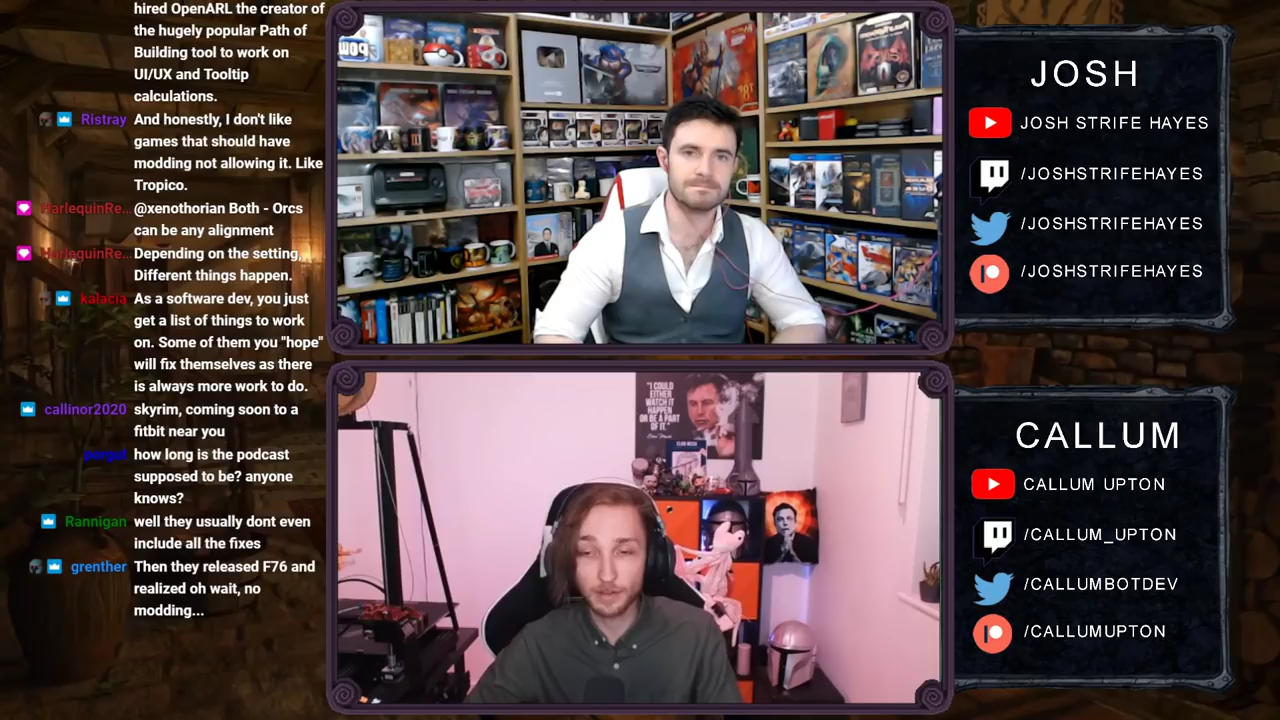 hired OpenARL the creator of
the hugely popular Path of
Building tool to work on
UI/UX and Tooltip
calculations.
Ristray And honestly, I don't like
games that should have
modding not allowing it. Like
Tropico.
HarlequinRe... @xenothorian Both - Orcs
can be any alignment
HarlequinRe... Depending on the setting,
Different things happen.
kalacia As a software dev, you just
get a list of things to work
on. Some of them you "hope"
will fix themselves as there
is always more work to do.
callinor2020 skyrim, coming soon to a
fitbit near you
how long is the podcast
supposed to be? anyone
knows?
Rannigan well they usually dont even
include all the fixes
grenther Then they released F76 and
realized oh wait, no
modding...
JOSH
JOSH STRIFE HAYES
/JOSHSTRIFEHAYES
/JOSHSTRIFEHAYES
/JOSHSTRIFEHAYES
"I COULD
EITHER
WATCH IT
HAPPEN
OR BE A PART
OF IT."
CALLUM
CALLUM UPTON
/CALLUM_UPTON
/CALLUMBOTDEV
/CALLUMUPTON